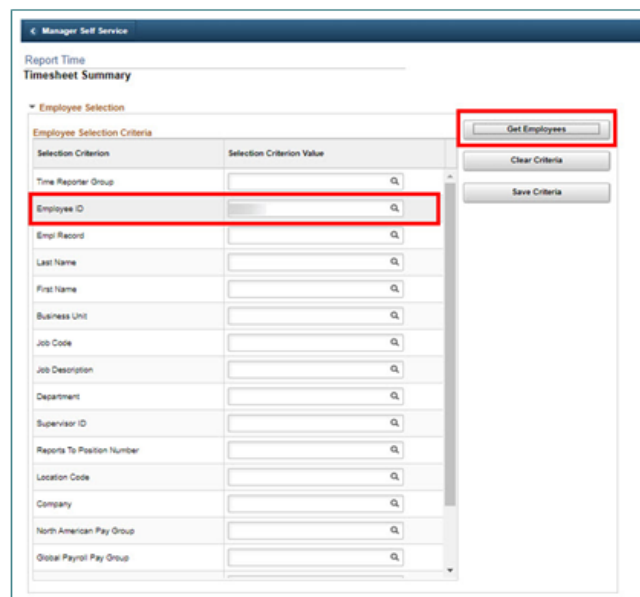 Manager Self Service
Report Time
Timesheet Summary
Employee Selection
Employee Selection Criteria
Get Employees
Selection Criterion Selection Criterion Value
Clear Criteria
Time Reporter Group
Save Criteria
Employee ID
Empl Record
Last Name
First Name
Business Unit
Job Code
Job Description
Department
Supervisor ID
Reports To Position Number
Location Code
Company
North American Pay Group
Global Payroll Pay Group